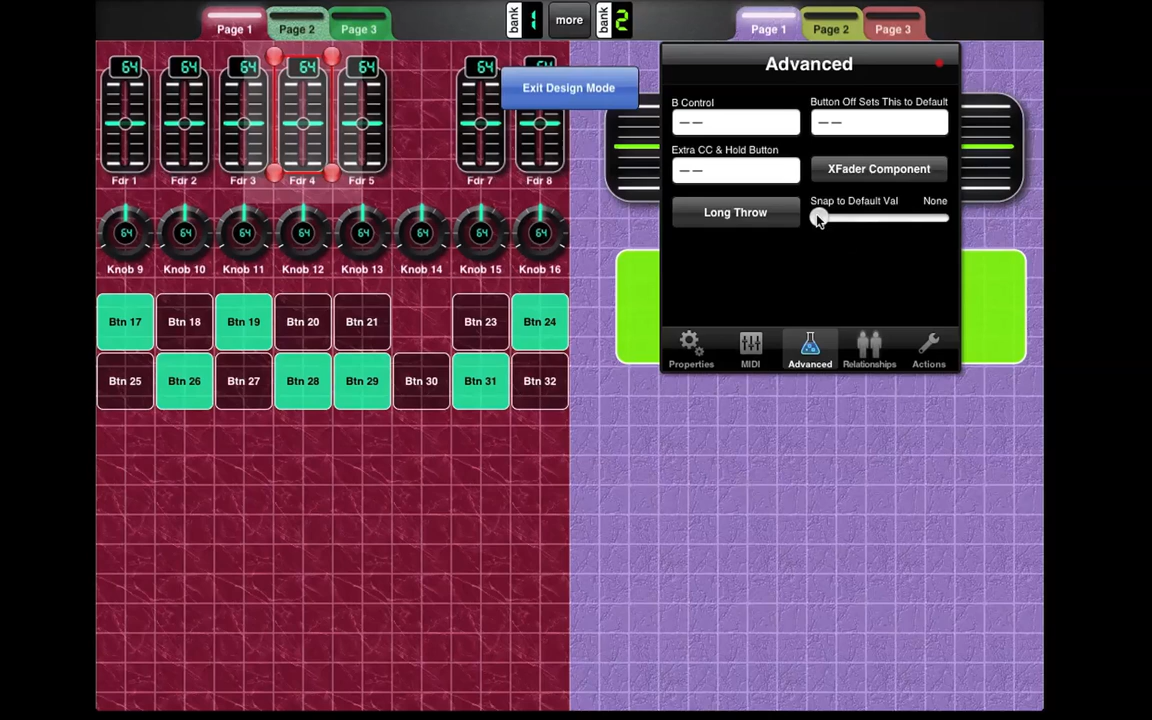 Page 1 Page 2 Page 3 bank 1 more bank 2 Page 1 Page 2 Page 3
Advanced
64 64 64 64 64 64 64
Exit Design Mode
B Control Button Off Sets This to Default
–– ––
Extra CC & Hold Button
––
XFader Component
Fdr 1 Fdr 2 Fdr 3 Fdr 4 Fdr 5 Fdr 7 Fdr 8
Snap to Default Val None
Long Throw
64 64 64 64 64 64 64 64
Knob 9 Knob 10 Knob 11 Knob 12 Knob 13 Knob 14 Knob 15 Knob 16
Btn 17 Btn 18 Btn 19 Btn 20 Btn 21 Btn 23 Btn 24
Properties MIDI Advanced Relationships Actions
Btn 25 Btn 26 Btn 27 Btn 28 Btn 29 Btn 30 Btn 31 Btn 32